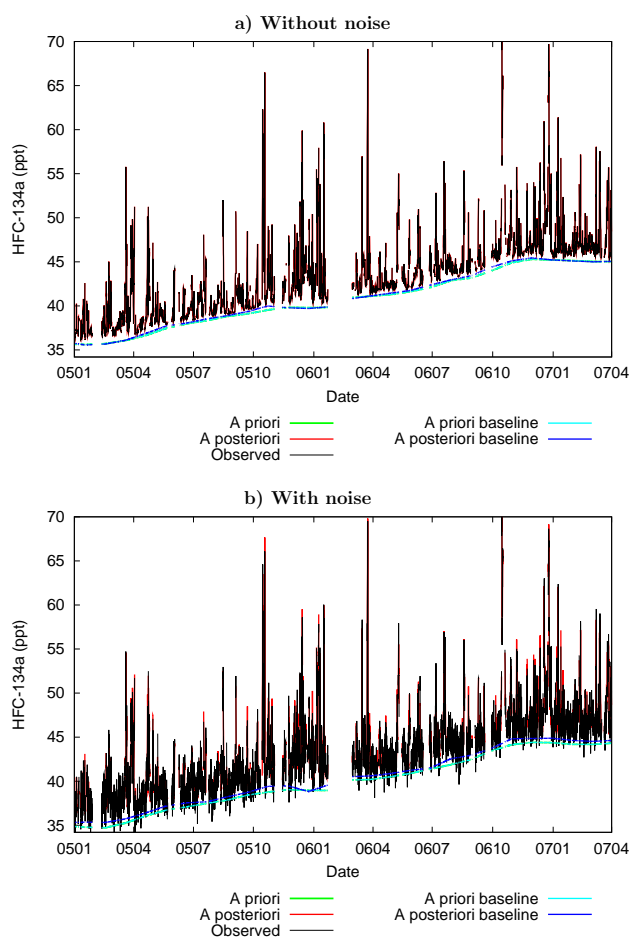 a) Without noise
70
65
60
55
50
45
40
35
HFC-134a (ppt)
0501 0504 0507 0510 0601 0604 0607 0610 0701 0704
Date
A priori
A posteriori
Observed
A priori baseline
A posteriori baseline
b) With noise
70
65
60
55
50
45
40
35
HFC-134a (ppt)
0501 0504 0507 0510 0601 0604 0607 0610 0701 0704
Date
A priori
A posteriori
Observed
A priori baseline
A posteriori baseline